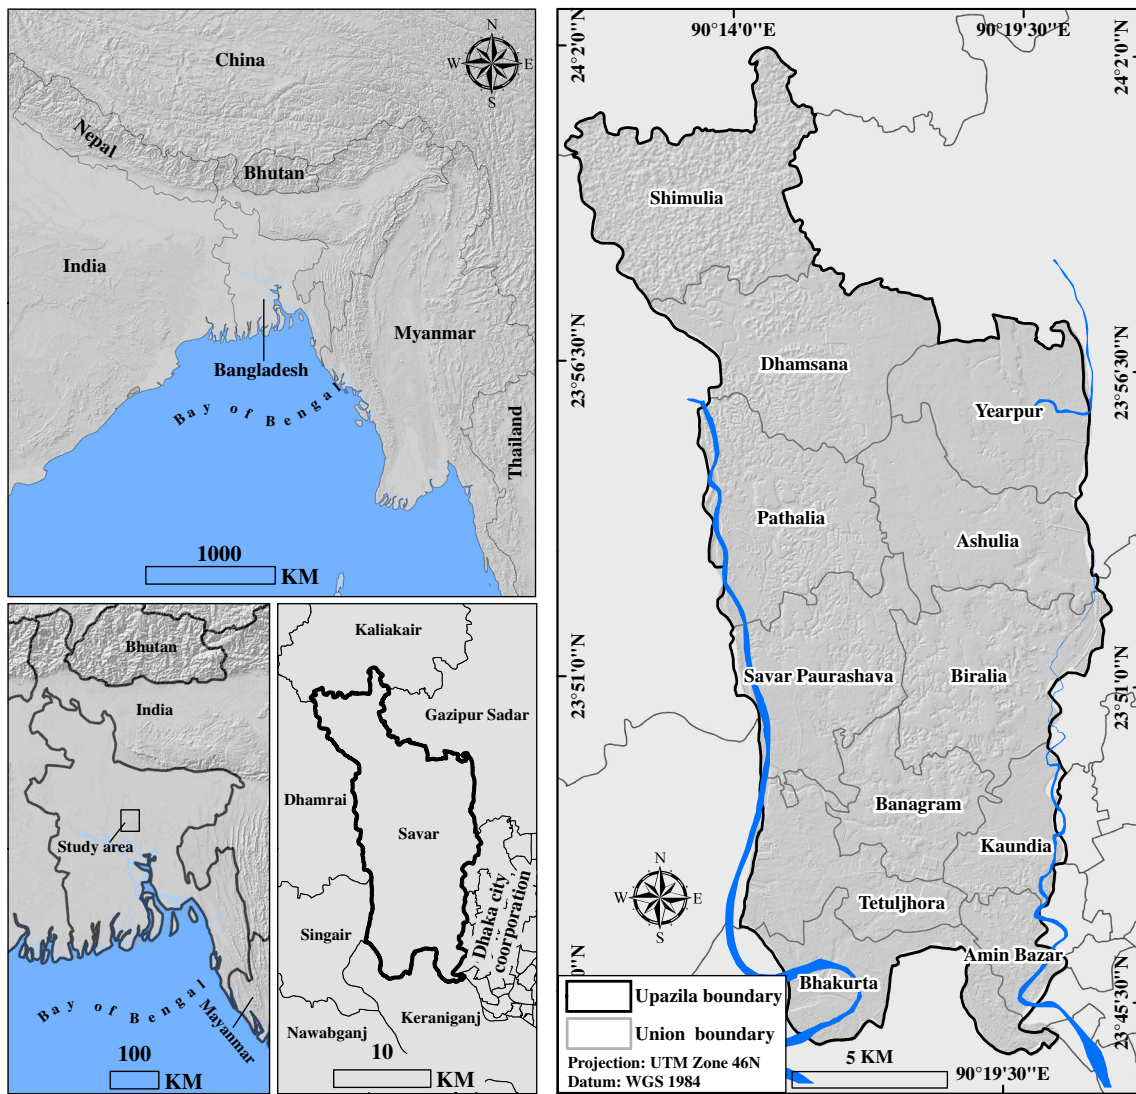 N
W
E
S
China
Nepal
Bhutan
India
Myanmar
Bangladesh
Bay of Bengal
Thailand
1000
KM
Bhutan
India
Study area
Bay of Bengal
Mayanmar
100
KM
Kaliakair
Gazipur Sadar
Dhamrai
Savar
Dhaka city
coorporation
Singair
Nawabganj
Keraniganj
10
KM
90°14'0"E
90°19'30"E
24°2'0"N
24°2'0"N
Shimulia
Dhamsana
23°56'30"N
23°56'30"N
Yearpur
Pathalia
Ashulia
23°51'0"N
23°51'0"N
Savar Paurashava
Biralia
Banagram
Kaundia
N
W
E
S
Tetuljhora
Amin Bazar
Bhakurta
0"N
23°45'30"N
Upazila boundary
Union boundary
Projection: UTM Zone 46N
Datum: WGS 1984
5 KM
90°19'30"E